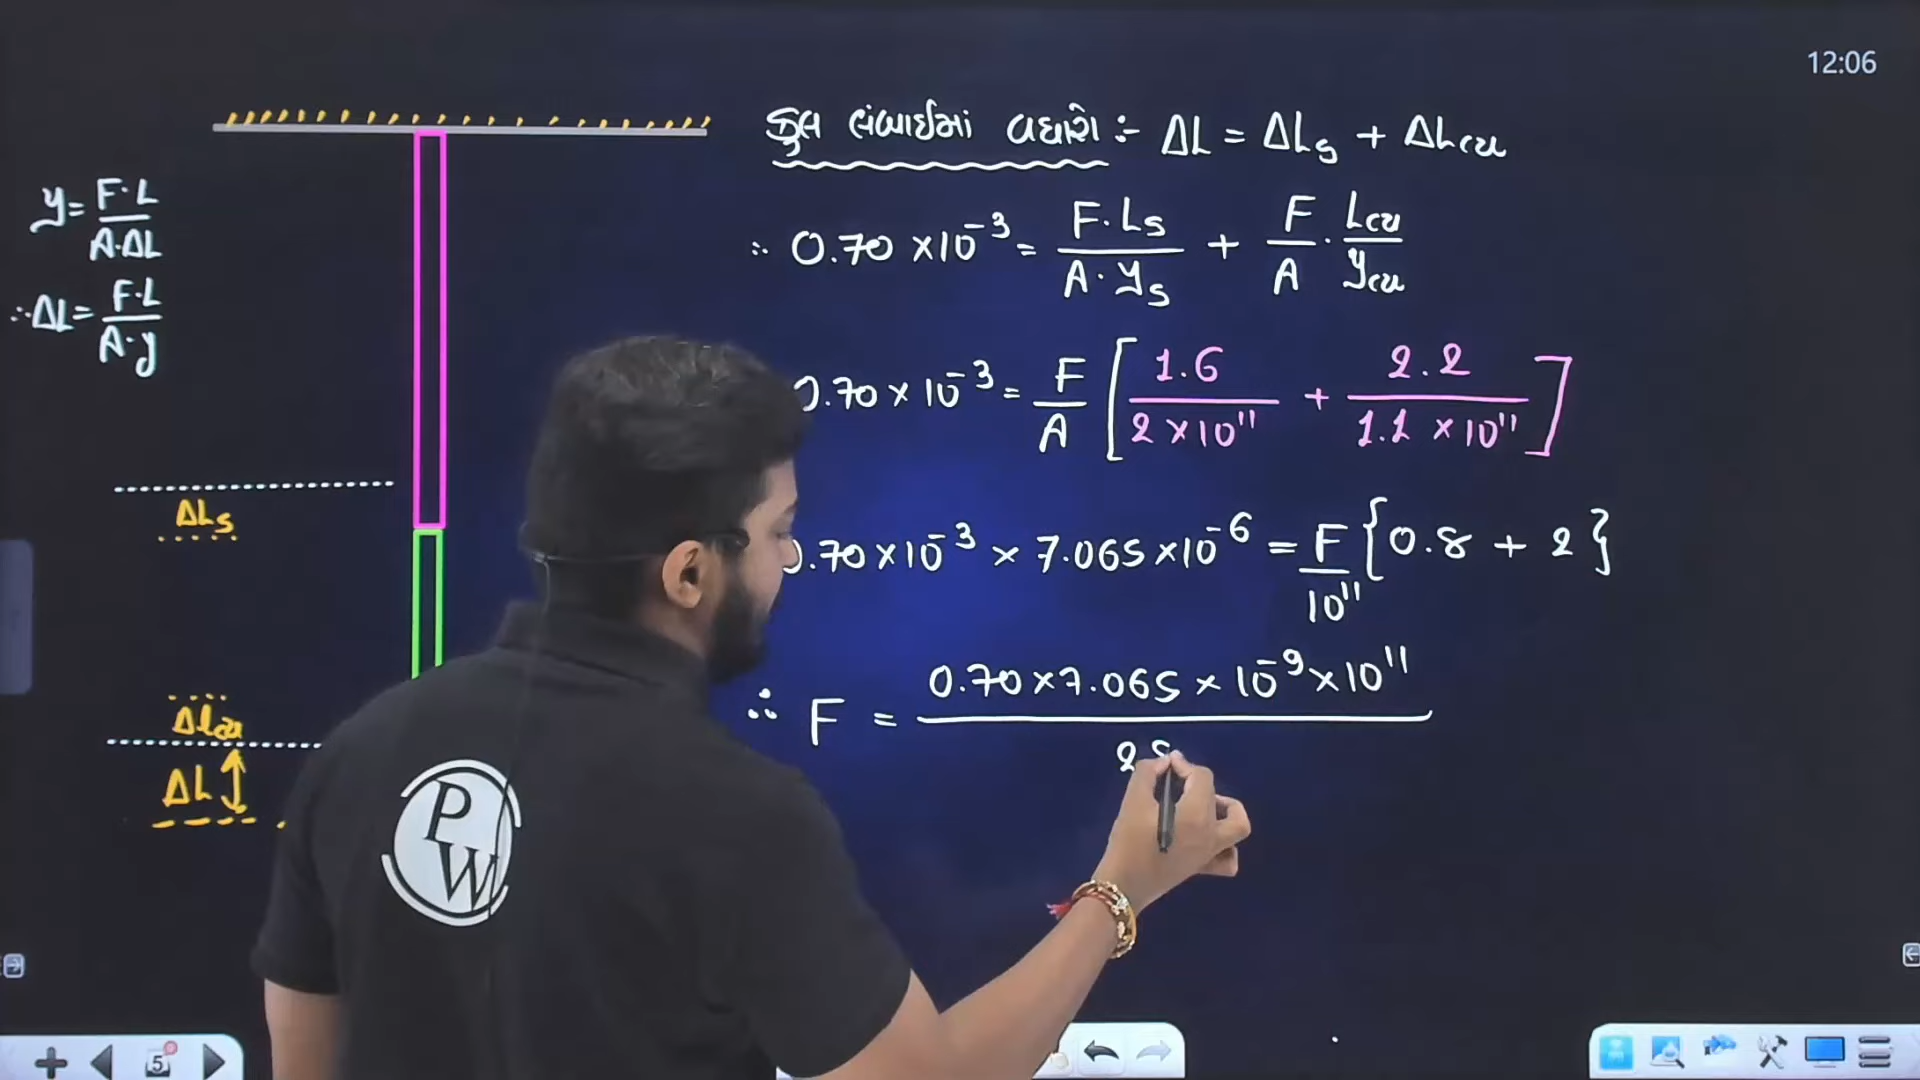 12:06
કુલ લંબાઈમાં વધારો :- ΔL = ΔLs + ΔLcu
y = F·L / A·ΔL
∴ ΔL = F·L / A·y
∴ 0.70 × 10⁻³ = F·Ls / A·ys + F/A · Lcu/ycu
0.70 × 10⁻³ = F/A [ 1.6 / 2 × 10¹¹ + 2.2 / 1.1 × 10¹¹ ]
ΔLs
0.70 × 10⁻³ × 7.065 × 10⁻⁶ = F/10¹¹ { 0.8 + 2 }
∴ F = 0.70 × 7.065 × 10⁻⁹ × 10¹¹ / 2
Δlcu
ΔL
PW
5